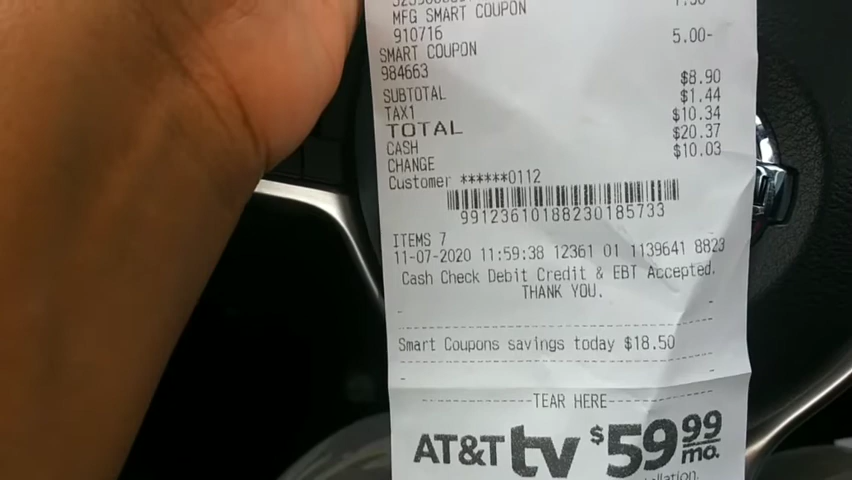 MFG SMART COUPON
910716 5.00-
SMART COUPON
984663
SUBTOTAL $8.90
TAX1 $1.44
TOTAL $10.34
CASH $20.37
CHANGE $10.03
Customer ******0112
99123610188230185733
ITEMS 7
11-07-2020 11:59:38 12361 01 1139641 8823
Cash Check Debit Credit & EBT Accepted.
THANK YOU.
Smart Coupons savings today $18.50
TEAR HERE
AT&T tv $59.99 mo.